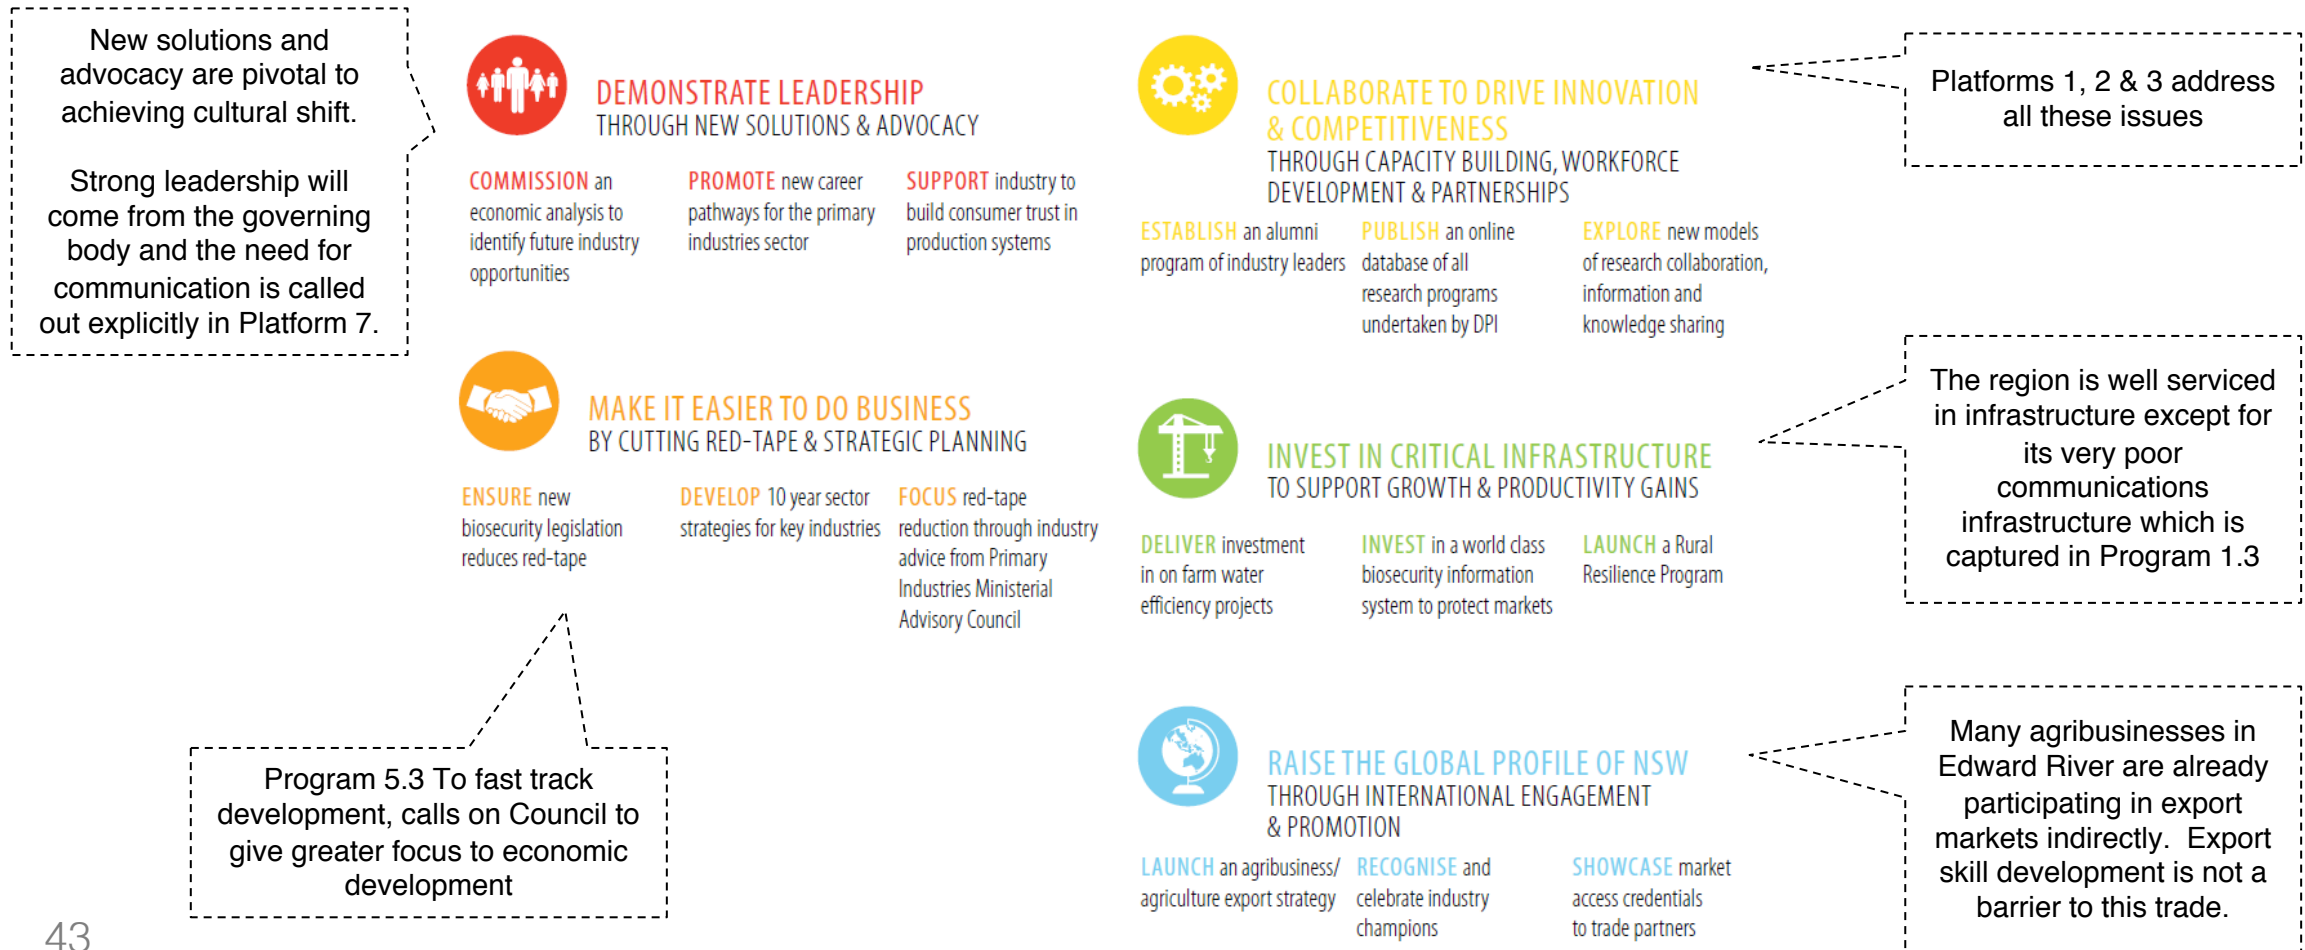 New solutions and
advocacy are pivotal to
achieving cultural shift.
Strong leadership will
come from the governing
body and the need for
communication is called
out explicitly in Platform 7.
DEMONSTRATE LEADERSHIP
THROUGH NEW SOLUTIONS & ADVOCACY
COMMISSION an
economic analysis to
identify future industry
opportunities
PROMOTE new career
pathways for the primary
industries sector
SUPPORT industry to
build consumer trust in
production systems
MAKE IT EASIER TO DO BUSINESS
BY CUTTING RED-TAPE & STRATEGIC PLANNING
ENSURE new
biosecurity legislation
reduces red-tape
DEVELOP 10 year sector
strategies for key industries
FOCUS red-tape
reduction through industry
advice from Primary
Industries Ministerial
Advisory Council
Program 5.3 To fast track
development, calls on Council to
give greater focus to economic
development
COLLABORATE TO DRIVE INNOVATION
& COMPETITIVENESS
THROUGH CAPACITY BUILDING, WORKFORCE
DEVELOPMENT & PARTNERSHIPS
ESTABLISH an alumni
program of industry leaders
PUBLISH an online
database of all
research programs
undertaken by DPI
EXPLORE new models
of research collaboration,
information and
knowledge sharing
Platforms 1, 2 & 3 address
all these issues
INVEST IN CRITICAL INFRASTRUCTURE
TO SUPPORT GROWTH & PRODUCTIVITY GAINS
DELIVER investment
in on farm water
efficiency projects
INVEST in a world class
biosecurity information
system to protect markets
LAUNCH a Rural
Resilience Program
The region is well serviced
in infrastructure except for
its very poor
communications
infrastructure which is
captured in Program 1.3
RAISE THE GLOBAL PROFILE OF NSW
THROUGH INTERNATIONAL ENGAGEMENT
& PROMOTION
LAUNCH an agribusiness/
agriculture export strategy
RECOGNISE and
celebrate industry
champions
SHOWCASE market
access credentials
to trade partners
Many agribusinesses in
Edward River are already
participating in export
markets indirectly. Export
skill development is not a
barrier to this trade.
43